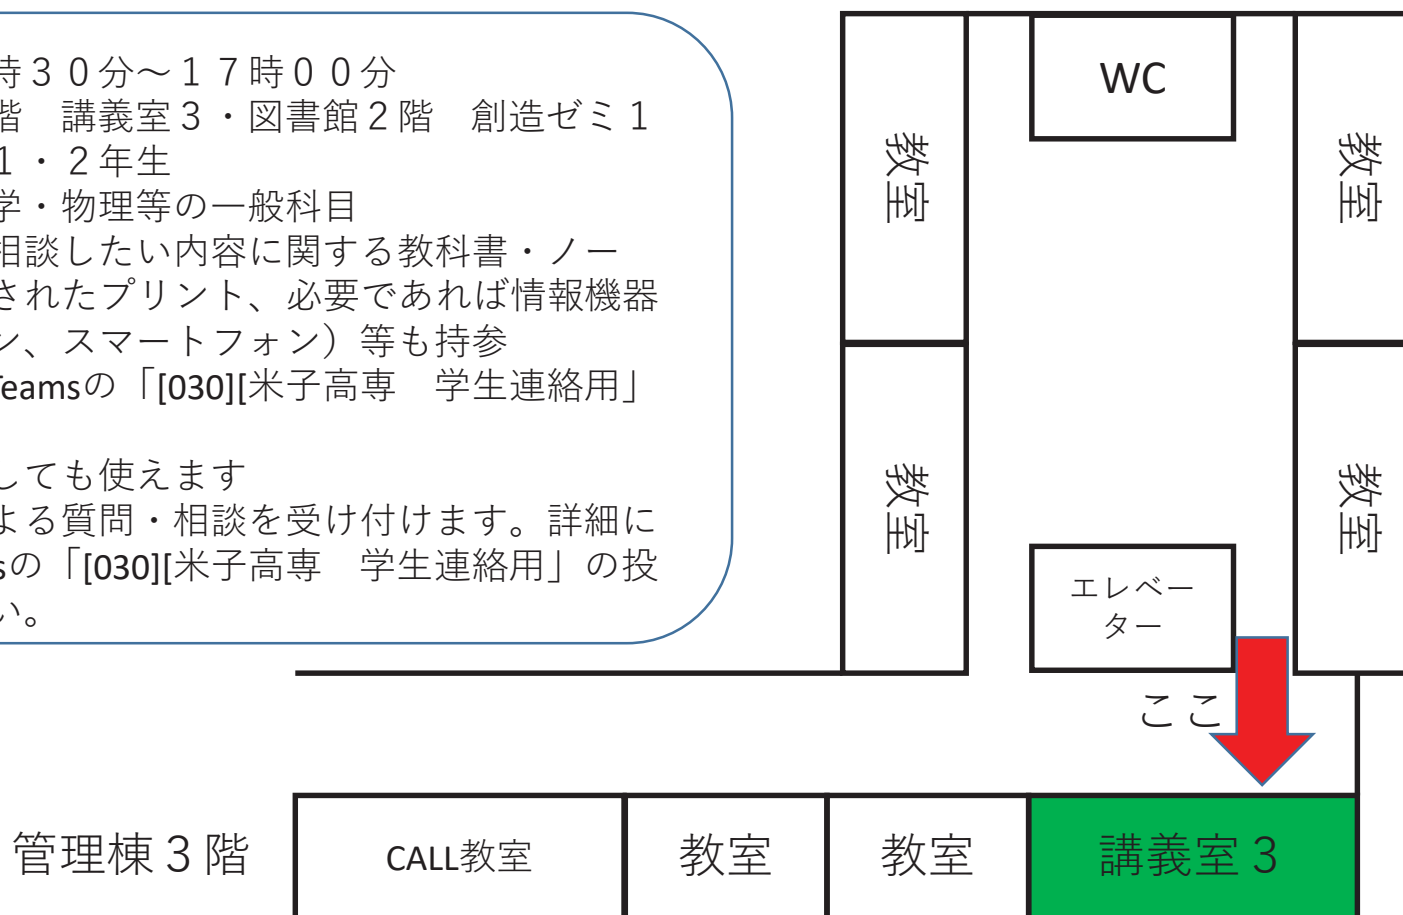 時３０分～１７時００分
階　講義室３・図書館２階　創造ゼミ１
１・２年生
学・物理等の一般科目
相談したい内容に関する教科書・ノー
されたプリント、必要であれば情報機器
ン、スマートフォン）等も持参
Teamsの「[030][米子高専　学生連絡用」
しても使えます
よる質問・相談を受け付けます。詳細に
sの「[030][米子高専　学生連絡用」の投
い。
WC
教室
教室
教室
教室
エレベー
ター
ここ
管理棟３階
CALL教室
教室
教室
講義室３